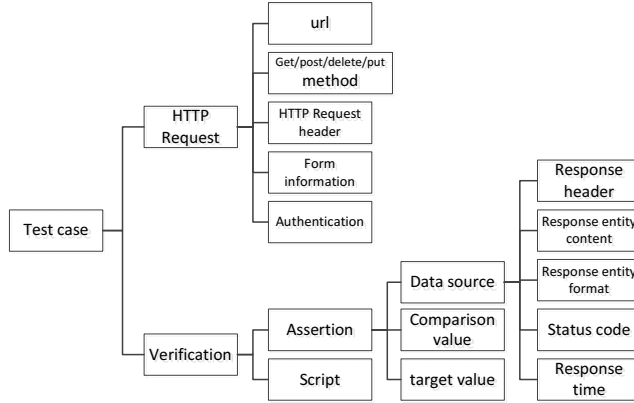 url
Get/post/delete/put
method
HTTP
Request
HTTP Request
header
Form
information
Authentication
Test case
Verification
Assertion
Script
Data source
Comparison
value
target value
Response
header
Response entity
content
Response entity
format
Status code
Response
time